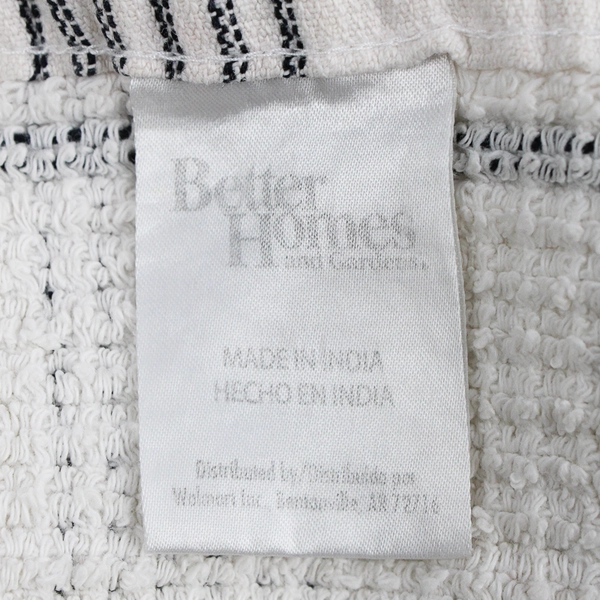 Better
Homes
and Gardens®
MADE IN INDIA
HECHO EN INDIA
Distributed by/Distribuido por
Walmart Inc., Bentonville, AR 72716